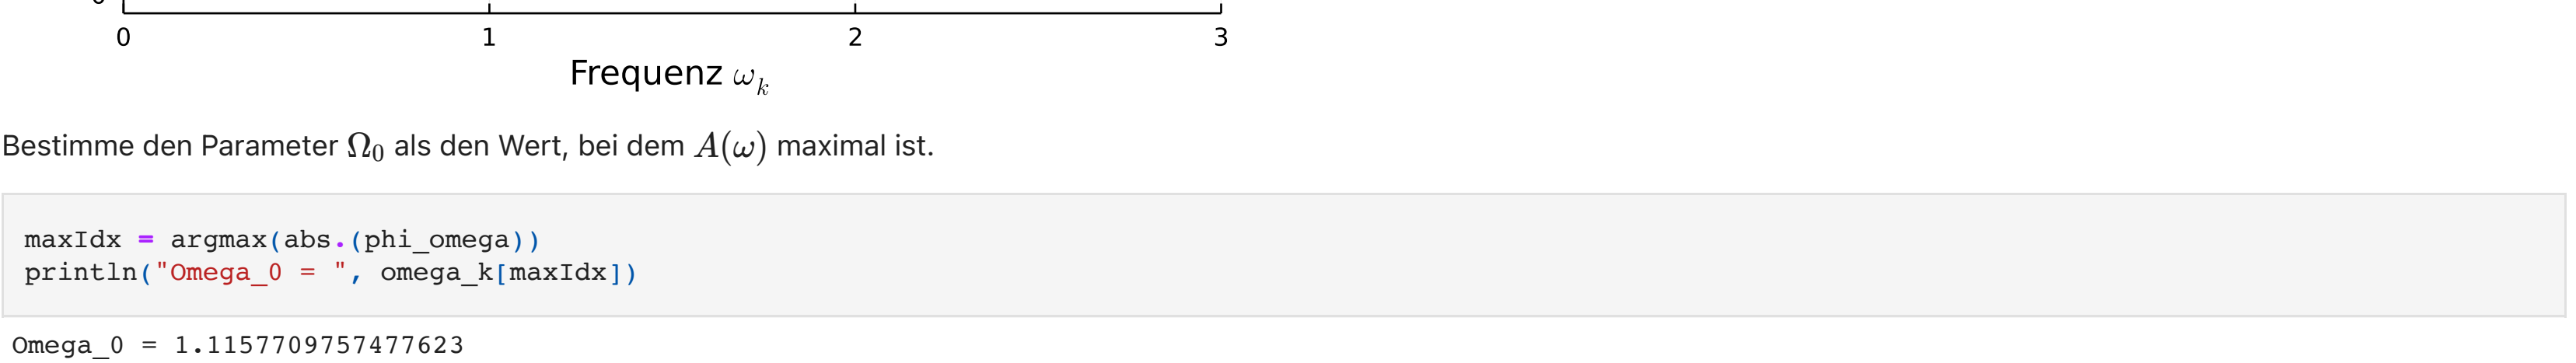 0 1 2 3
Frequenz ωₖ
Bestimme den Parameter Ω₀ als den Wert, bei dem A(ω) maximal ist.
maxIdx = argmax(abs.(phi_omega))
println("Omega_0 = ", omega_k[maxIdx])
Omega_0 = 1.1157709757477623